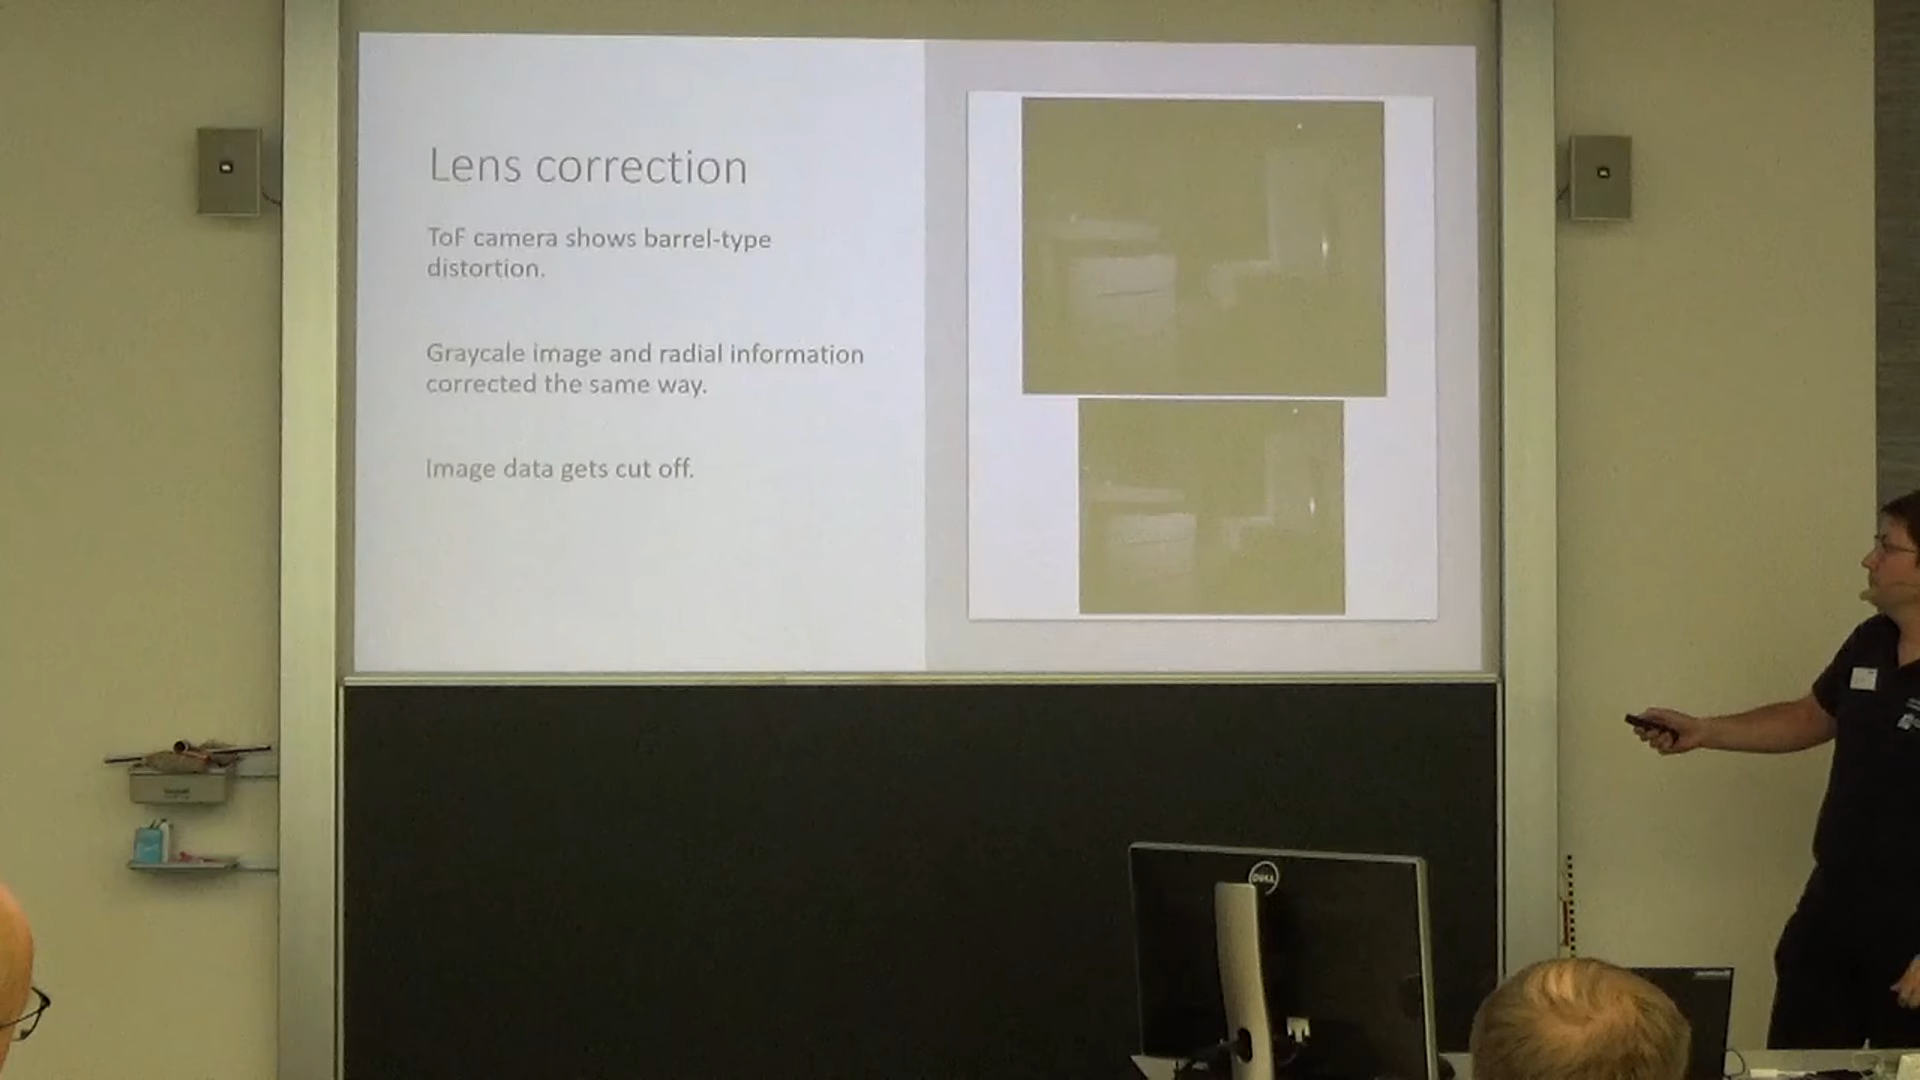 Lens correction
ToF camera shows barrel-type
distortion.
Graycale image and radial information
corrected the same way.
Image data gets cut off.
DELL